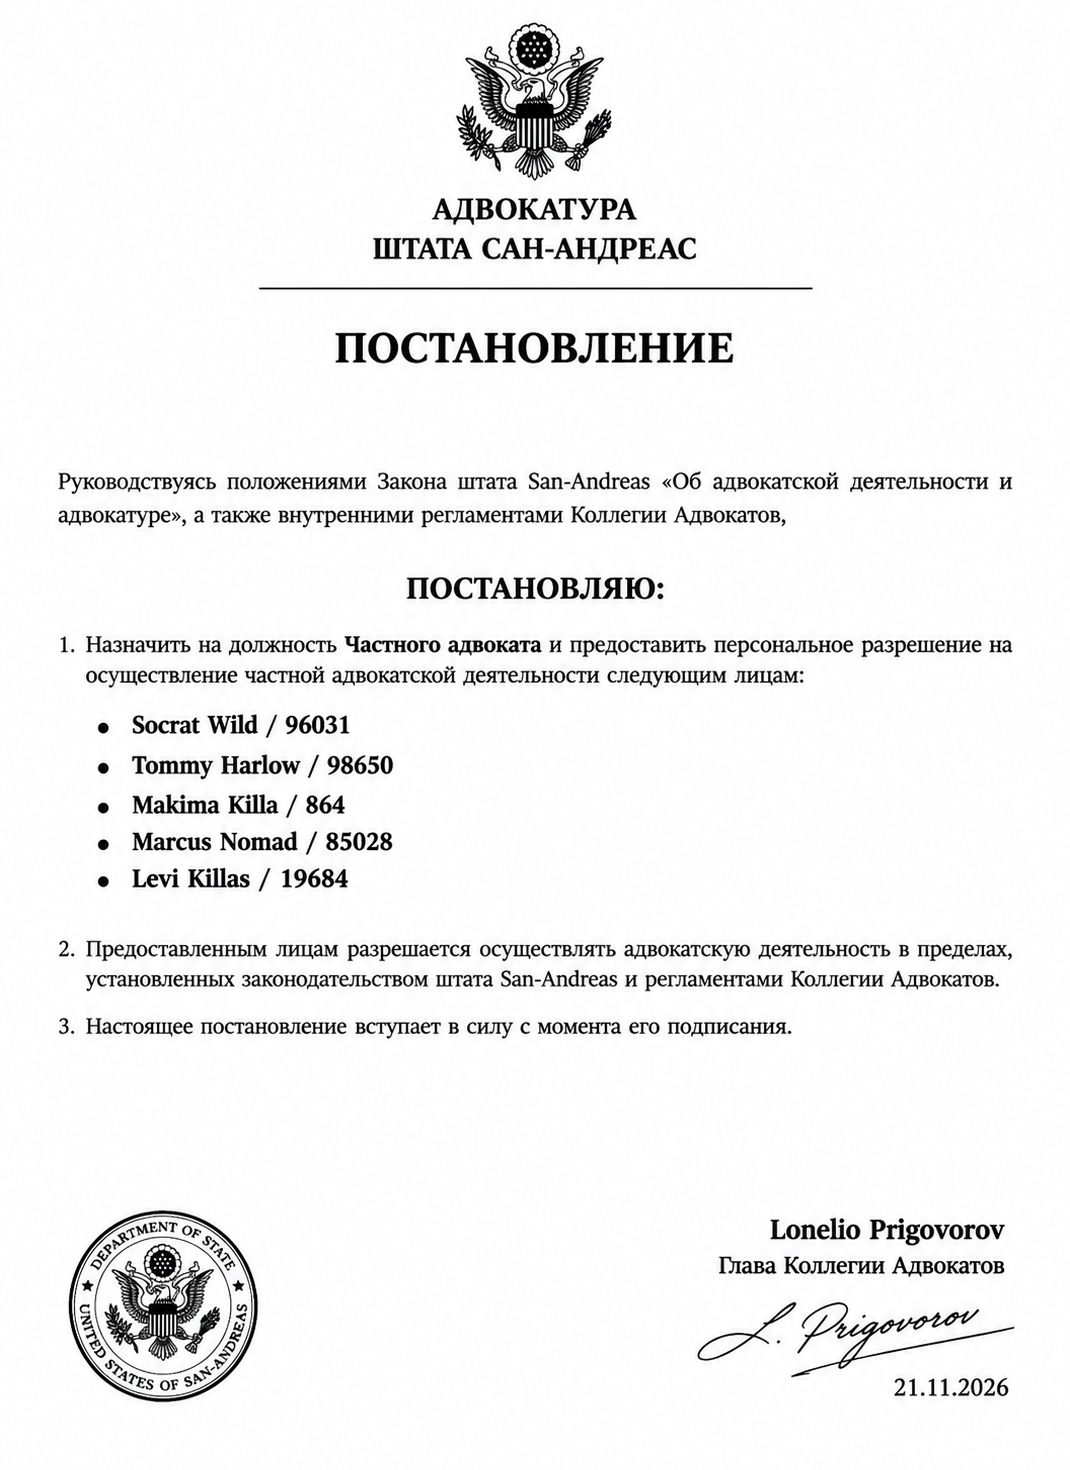 АДВОКАТУРА
ШТАТА САН-АНДРЕАС
ПОСТАНОВЛЕНИЕ
Руководствуясь положениями Закона штата San-Andreas «Об адвокатской деятельности и
адвокатуре», а также внутренними регламентами Коллегии Адвокатов,
ПОСТАНОВЛЯЮ:
1. Назначить на должность Частного адвоката и предоставить персональное разрешение на
осуществление частной адвокатской деятельности следующим лицам:
● Socrat Wild / 96031
● Tommy Harlow / 98650
● Makima Killa / 864
● Marcus Nomad / 85028
● Levi Killas / 19684
2. Предоставленным лицам разрешается осуществлять адвокатскую деятельность в пределах,
установленных законодательством штата San-Andreas и регламентами Коллегии Адвокатов.
3. Настоящее постановление вступает в силу с момента его подписания.
DEPARTMENT OF STATE
★ ★
UNITED STATES OF SAN-ANDREAS
Lonelio Prigovorov
Глава Коллегии Адвокатов
L. Prigovorov
21.11.2026